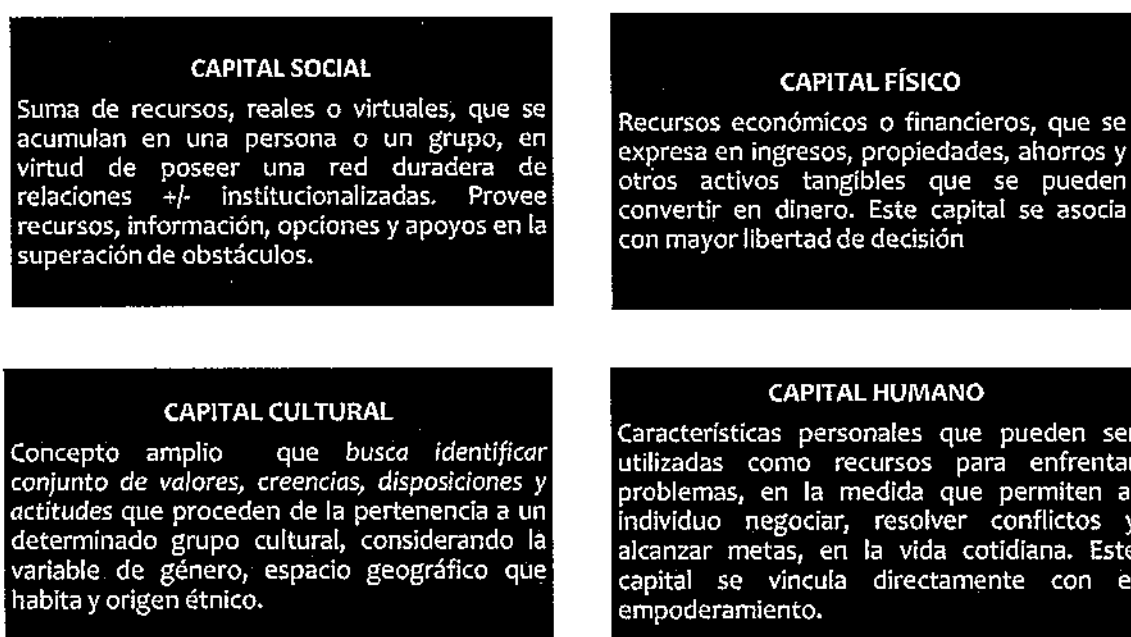 CAPITAL SOCIAL
Suma de recursos, reales o virtuales, que se
acumulan en una persona o un grupo, en
virtud de poseer una red duradera de
relaciones +/- institucionalizadas. Provee
recursos, información, opciones y apoyos en la
superación de obstáculos.
CAPITAL FÍSICO
Recursos económicos o financieros, que se
expresa en ingresos, propiedades, ahorros y
otros activos tangibles que se pueden
convertir en dinero. Este capital se asocia
con mayor libertad de decisión
CAPITAL CULTURAL
Concepto amplio que busca identificar
conjunto de valores, creencias, disposiciones y
actitudes que proceden de la pertenencia a un
determinado grupo cultural, considerando la
variable de género, espacio geográfico que
habita y origen étnico.
CAPITAL HUMANO
Características personales que pueden ser
utilizadas como recursos para enfrentar
problemas, en la medida que permiten a
individuo negociar, resolver conflictos y
alcanzar metas, en la vida cotidiana. Este
capital se vincula directamente con e
empoderamiento.